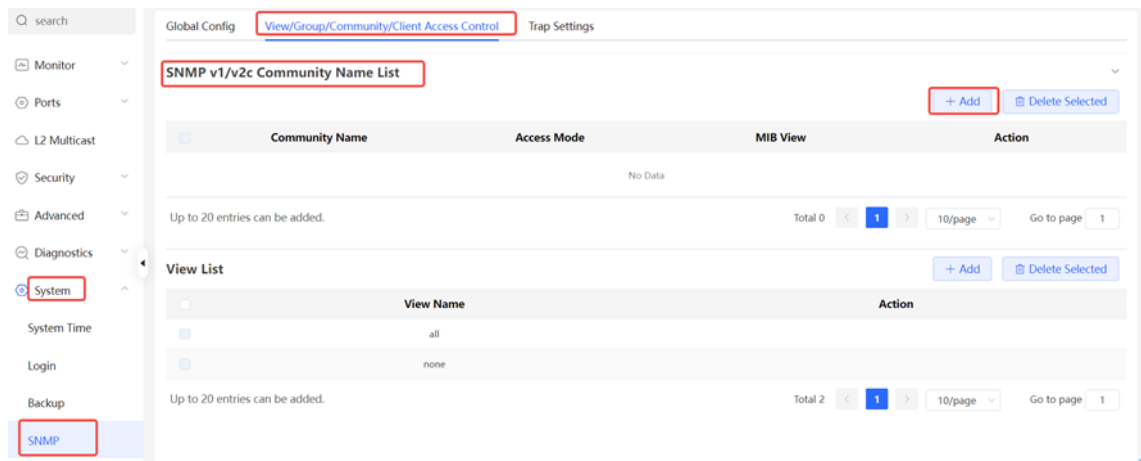 search
Monitor
Ports
L2 Multicast
Security
Advanced
Diagnostics
System
System Time
Login
Backup
SNMP
Global Config View/Group/Community/Client Access Control Trap Settings
SNMP v1/v2c Community Name List
+ Add Delete Selected
Community Name Access Mode MIB View Action
No Data
Up to 20 entries can be added. Total 0 < 1 > 10/page Go to page 1
View List + Add Delete Selected
View Name Action
all
none
Up to 20 entries can be added. Total 2 < 1 > 10/page Go to page 1